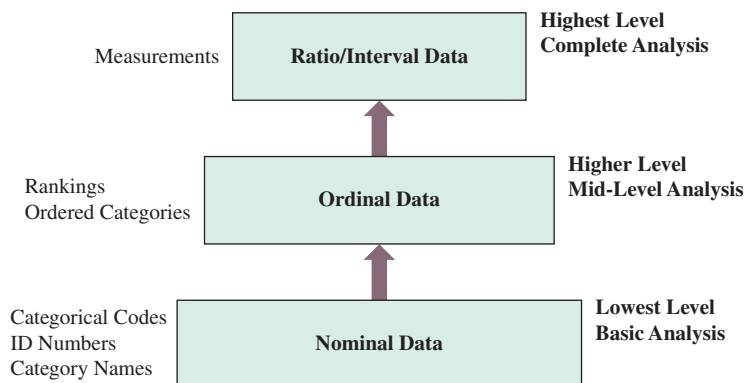 Measurements
Ratio/Interval Data
Highest Level
Complete Analysis
Rankings
Ordered Categories
Ordinal Data
Higher Level
Mid-Level Analysis
Categorical Codes
ID Numbers
Category Names
Nominal Data
Lowest Level
Basic Analysis